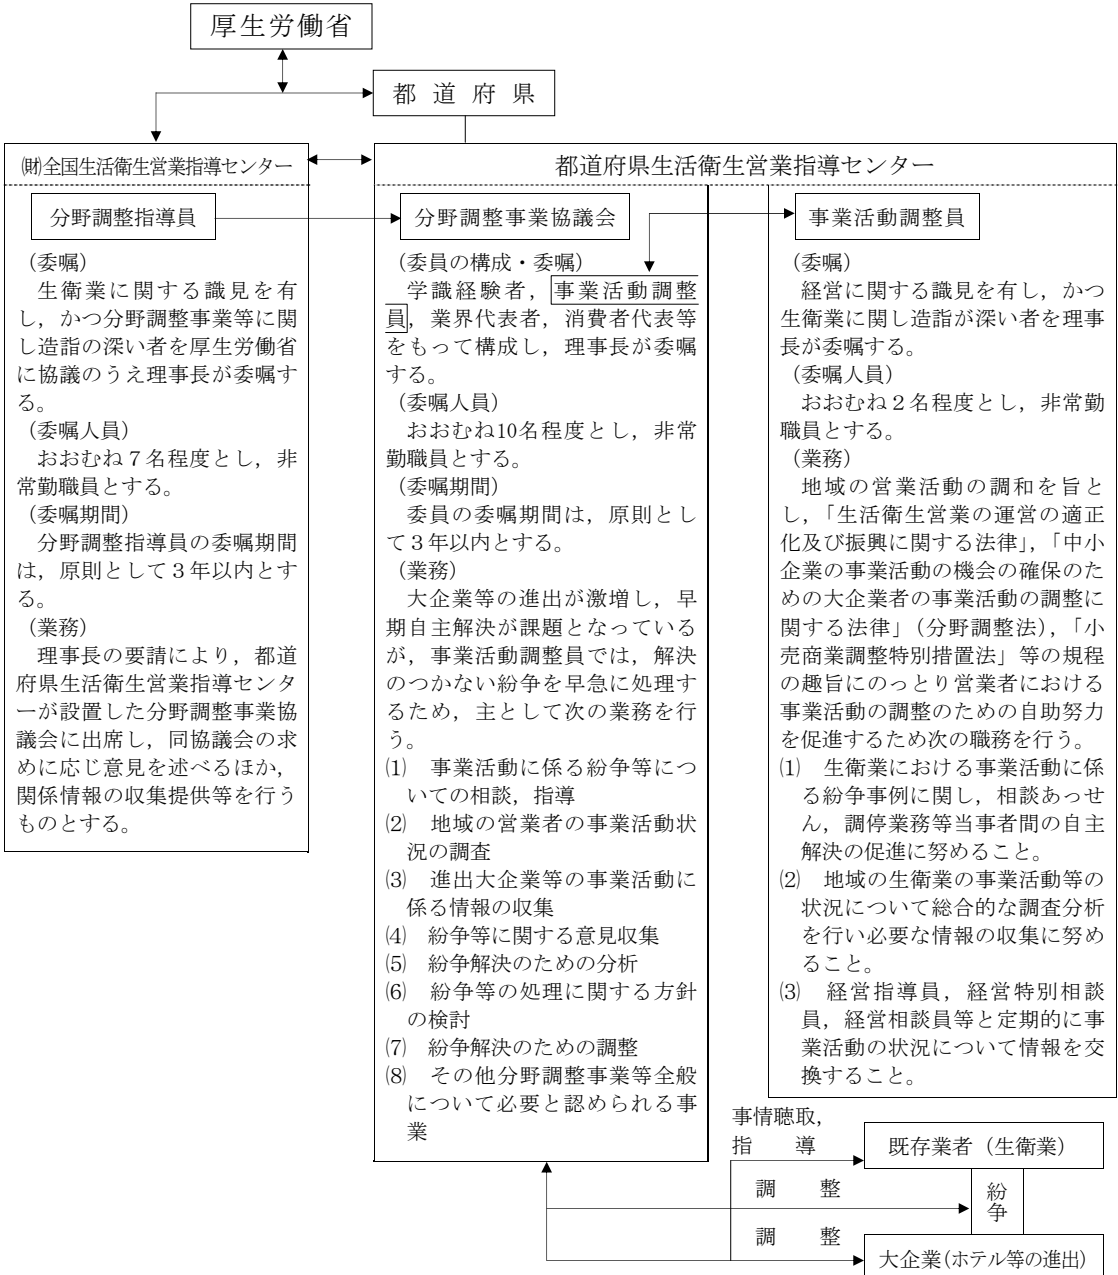 厚生労働省
都道府県
㈶全国生活衛生営業指導センター
分野調整指導員
（委嘱）
生衛業に関する識見を有
し，かつ分野調整事業等に関
し造詣の深い者を厚生労働省
に協議のうえ理事長が委嘱す
る。
（委嘱人員）
おおむね７名程度とし，非
常勤職員とする。
（委嘱期間）
分野調整指導員の委嘱期間
は，原則として３年以内とす
る。
（業務）
理事長の要請により，都道
府県生活衛生営業指導センタ
ーが設置した分野調整事業協
議会に出席し，同協議会の求
めに応じ意見を述べるほか，
関係情報の収集提供等を行う
ものとする。
都道府県生活衛生営業指導センター
分野調整事業協議会
（委員の構成・委嘱）
学識経験者，事業活動調整
員，業界代表者，消費者代表等
をもって構成し，理事長が委嘱
する。
（委嘱人員）
おおむね10名程度とし，非常
勤職員とする。
（委嘱期間）
委員の委嘱期間は，原則とし
て３年以内とする。
（業務）
大企業等の進出が激増し，早
期自主解決が課題となっている
が，事業活動調整員では，解決
のつかない紛争を早急に処理す
るため，主として次の業務を行
う。
⑴　事業活動に係る紛争等につ
いての相談，指導
⑵　地域の営業者の事業活動状
況の調査
⑶　進出大企業等の事業活動に
係る情報の収集
⑷　紛争等に関する意見収集
⑸　紛争解決のための分析
⑹　紛争等の処理に関する方針
の検討
⑺　紛争解決のための調整
⑻　その他分野調整事業等全般
について必要と認められる事
業
事業活動調整員
（委嘱）
経営に関する識見を有し，かつ
生衛業に関し造詣が深い者を理事
長が委嘱する。
（委嘱人員）
おおむね２名程度とし，非常勤
職員とする。
（業務）
地域の営業活動の調和を旨と
し，「生活衛生営業の運営の適正
化及び振興に関する法律」，「中小
企業の事業活動の機会の確保のた
めの大企業者の事業活動の調整に
関する法律」（分野調整法），「小
売商業調整特別措置法」等の規程
の趣旨にのっとり営業者における
事業活動の調整のための自助努力
を促進するため次の職務を行う。
⑴　生衛業における事業活動に係
る紛争事例に関し，相談あっせ
ん，調停業務等当事者間の自主
解決の促進に努めること。
⑵　地域の生衛業の事業活動等の
状況について総合的な調査分析
を行い必要な情報の収集に努め
ること。
⑶　経営指導員，経営特別相談
員，経営相談員等と定期的に事
業活動の状況について情報を交
換すること。
事情聴取，
指　導
既存業者（生衛業）
調　整
紛争
調　整
大企業(ホテル等の進出)